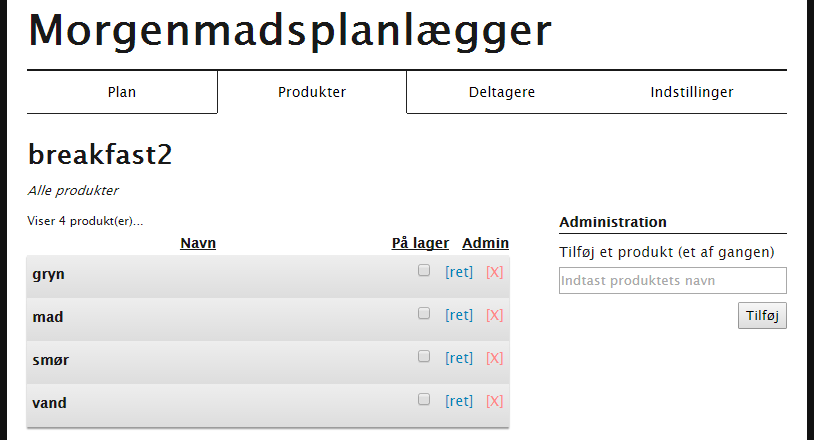 Morgenmadsplanlægger
Plan Produkter Deltagere Indstillinger
breakfast2
Alle produkter
Viser 4 produkt(er)...
Navn På lager Admin
gryn [ret] [X]
mad [ret] [X]
smør [ret] [X]
vand [ret] [X]
Administration
Tilføj et produkt (et af gangen)
Indtast produktets navn
Tilføj